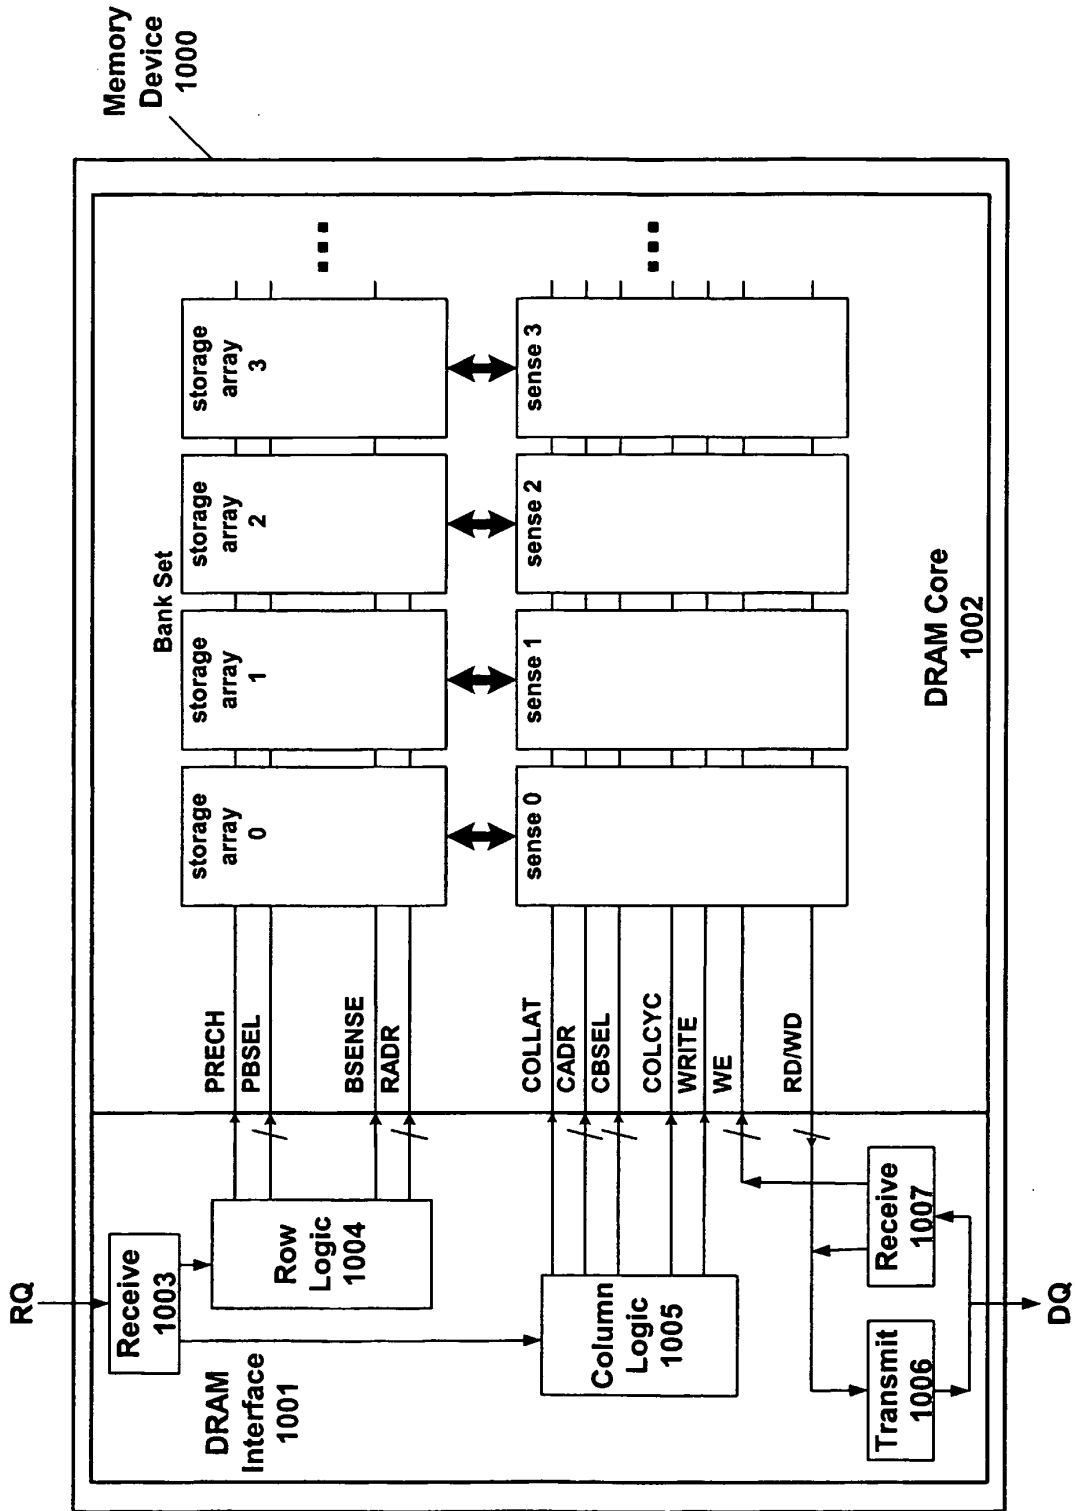 Memory
Device
1000
RQ
Receive
1003
Row
Logic
1004
DRAM
Interface
1001
Column
Logic
1005
Transmit
1006
Receive
1007
DQ
PRECH
PBSEL
BSENSE
RADR
COLLAT
CADR
CBSEL
COLCYC
WRITE
WE
RD/WD
Bank Set
storage
array
0
storage
array
1
storage
array
2
storage
array
3
sense 0
sense 1
sense 2
sense 3
DRAM Core
1002